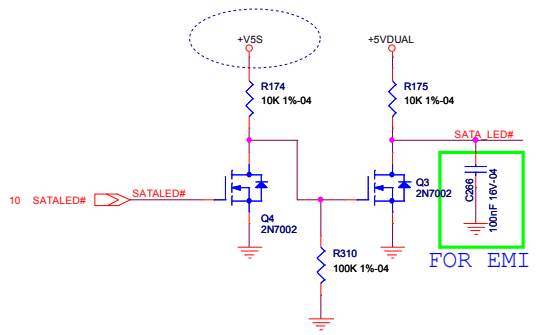 +V5S
+5VDUAL
R174
10K 1%-04
R175
10K 1%-04
SATA_LED#
10 SATALED#
SATALED#
Q4
2N7002
Q3
2N7002
C266
100nF 16V-04
R310
100K 1%-04
FOR EMI